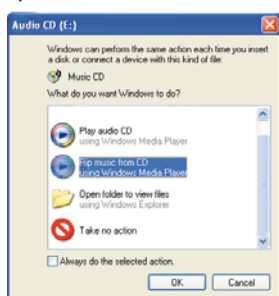 Audio CD (E:)
Windows can perform the same action each time you insert
a disk or connect a device with this kind of file:
Music CD
What do you want Windows to do?
Play audio CD
using Windows Media Player
Rip music from CD
using Windows Media Player
Open folder to view files
using Windows Explorer
Take no action
Always do the selected action.
OK
Cancel